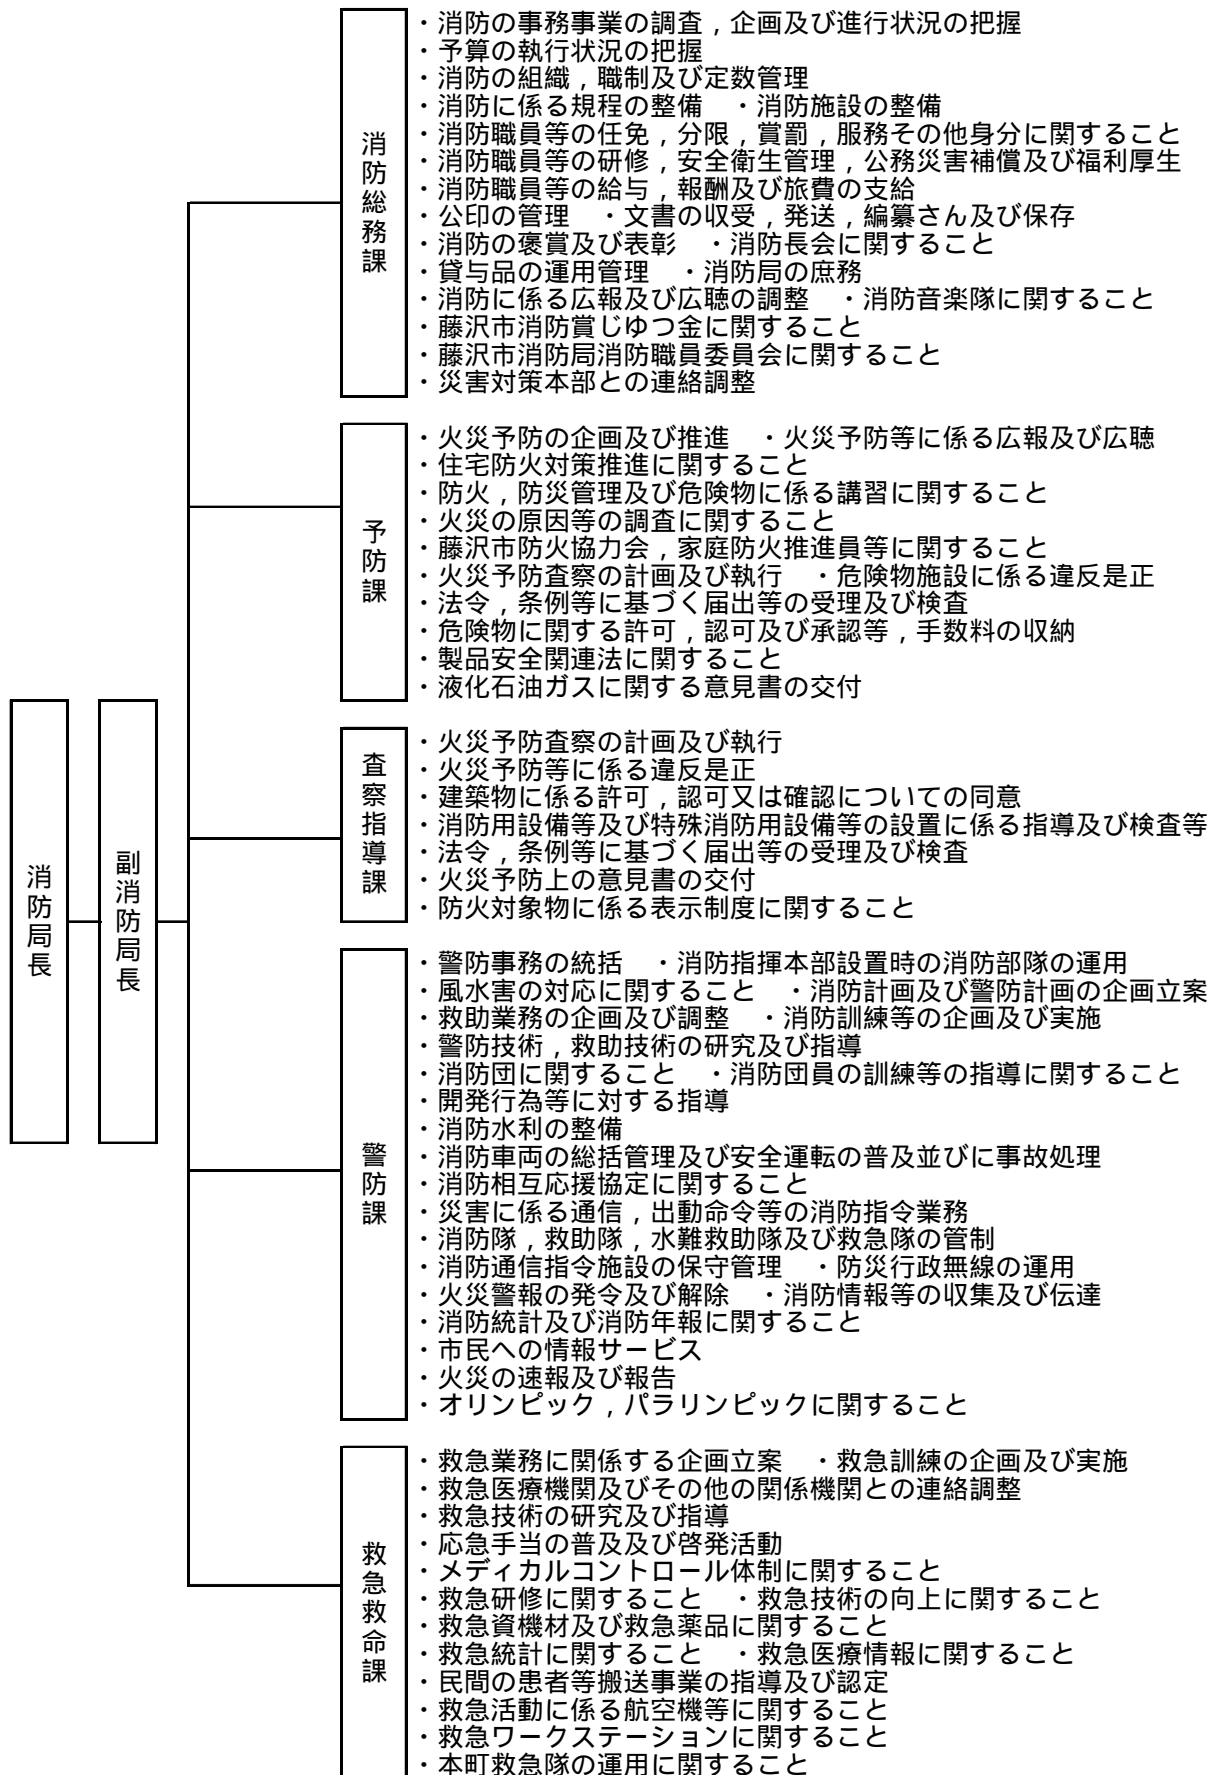 消防局長
副消防局長
消防総務課
・消防の事務事業の調査，企画及び進行状況の把握
・予算の執行状況の把握
・消防の組織，職制及び定数管理
・消防に係る規程の整備　・消防施設の整備
・消防職員等の任免，分限，賞罰，服務その他身分に関すること
・消防職員等の研修，安全衛生管理，公務災害補償及び福利厚生
・消防職員等の給与，報酬及び旅費の支給
・公印の管理　・文書の収受，発送，編纂さん及び保存
・消防の褒賞及び表彰　・消防長会に関すること
・貸与品の運用管理　・消防局の庶務
・消防に係る広報及び広聴の調整　・消防音楽隊に関すること
・藤沢市消防賞じゆつ金に関すること
・藤沢市消防局消防職員委員会に関すること
・災害対策本部との連絡調整
予防課
・火災予防の企画及び推進　・火災予防等に係る広報及び広聴
・住宅防火対策推進に関すること
・防火，防災管理及び危険物に係る講習に関すること
・火災の原因等の調査に関すること
・藤沢市防火協力会，家庭防火推進員等に関すること
・火災予防査察の計画及び執行　・危険物施設に係る違反是正
・法令，条例等に基づく届出等の受理及び検査
・危険物に関する許可，認可及び承認等，手数料の収納
・製品安全関連法に関すること
・液化石油ガスに関する意見書の交付
査察指導課
・火災予防査察の計画及び執行
・火災予防等に係る違反是正
・建築物に係る許可，認可又は確認についての同意
・消防用設備等及び特殊消防用設備等の設置に係る指導及び検査等
・法令，条例等に基づく届出等の受理及び検査
・火災予防上の意見書の交付
・防火対象物に係る表示制度に関すること
警防課
・警防事務の統括　・消防指揮本部設置時の消防部隊の運用
・風水害の対応に関すること　・消防計画及び警防計画の企画立案
・救助業務の企画及び調整　・消防訓練等の企画及び実施
・警防技術，救助技術の研究及び指導
・消防団に関すること　・消防団員の訓練等の指導に関すること
・開発行為等に対する指導
・消防水利の整備
・消防車両の総括管理及び安全運転の普及並びに事故処理
・消防相互応援協定に関すること
・災害に係る通信，出動命令等の消防指令業務
・消防隊，救助隊，水難救助隊及び救急隊の管制
・消防通信指令施設の保守管理　・防災行政無線の運用
・火災警報の発令及び解除　・消防情報等の収集及び伝達
・消防統計及び消防年報に関すること
・市民への情報サービス
・火災の速報及び報告
・オリンピック，パラリンピックに関すること
救急救命課
・救急業務に関係する企画立案　・救急訓練の企画及び実施
・救急医療機関及びその他の関係機関との連絡調整
・救急技術の研究及び指導
・応急手当の普及及び啓発活動
・メディカルコントロール体制に関すること
・救急研修に関すること　・救急技術の向上に関すること
・救急資機材及び救急薬品に関すること
・救急統計に関すること　・救急医療情報に関すること
・民間の患者等搬送事業の指導及び認定
・救急活動に係る航空機等に関すること
・救急ワークステーションに関すること
・本町救急隊の運用に関すること